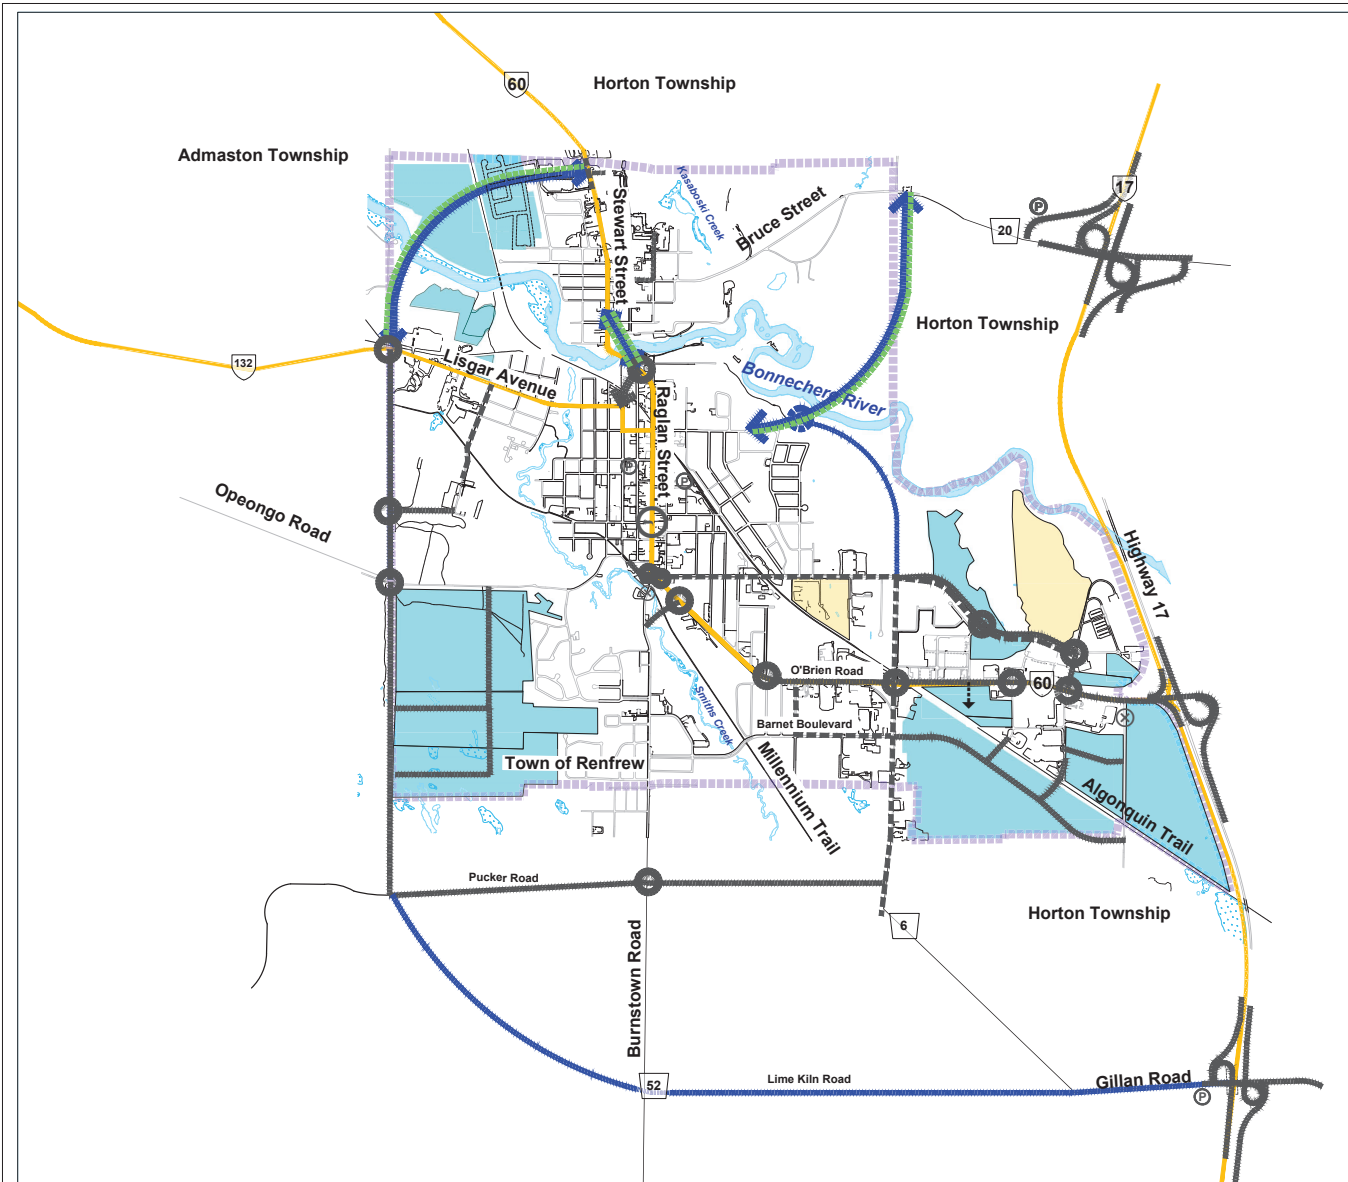 60
Horton Township
Admaston Township
17
P
Kasaboski Creek
Stewart Street
Bruce Street
20
Horton Township
132
Lisgar Avenue
Bonnechere River
Raglan Street
P
P
Opeongo Road
Highway 17
O'Brien Road
60
Smiths Creek
Barnet Boulevard
X
Town of Renfrew
Millennium Trail
Algonquin Trail
Pucker Road
Horton Township
6
Burnstown Road
Lime Kiln Road
Gillan Road
52
P